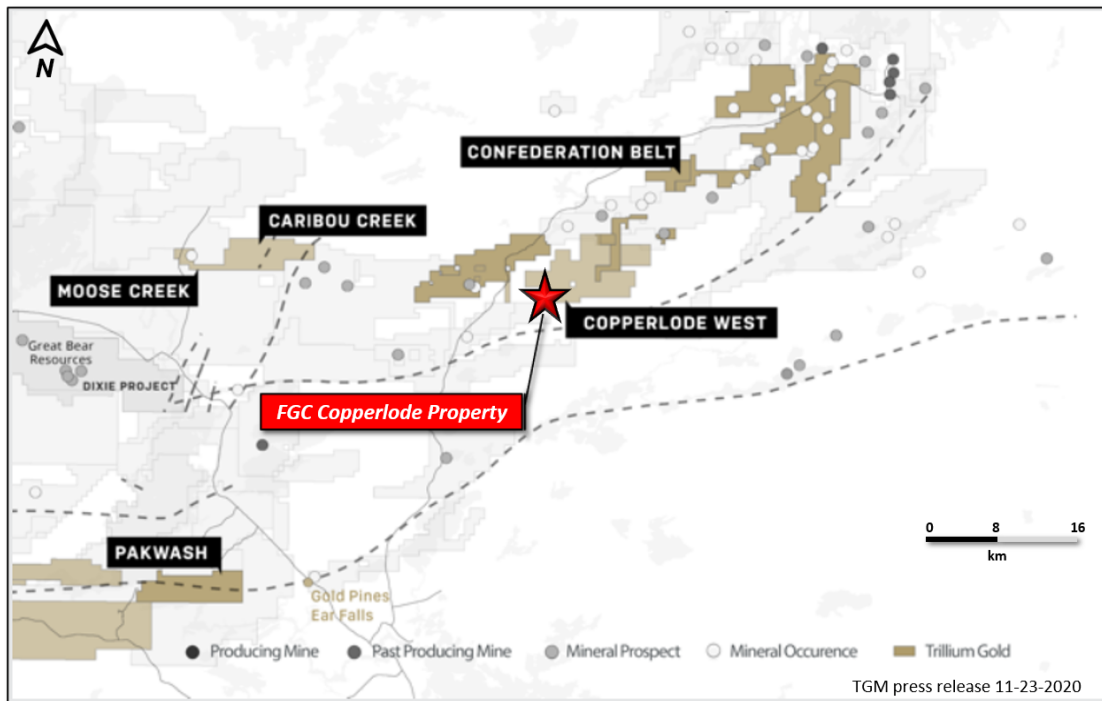 N
CONFEDERATION BELT
CARIBOU CREEK
MOOSE CREEK
COPPERLODE WEST
Great Bear
Resources
DIXIE PROJECT
FGC Copperlode Property
0 8 16
km
PAKWASH
Gold Pines
Ear Falls
Producing Mine Past Producing Mine Mineral Prospect Mineral Occurence Trillium Gold
TGM press release 11-23-2020